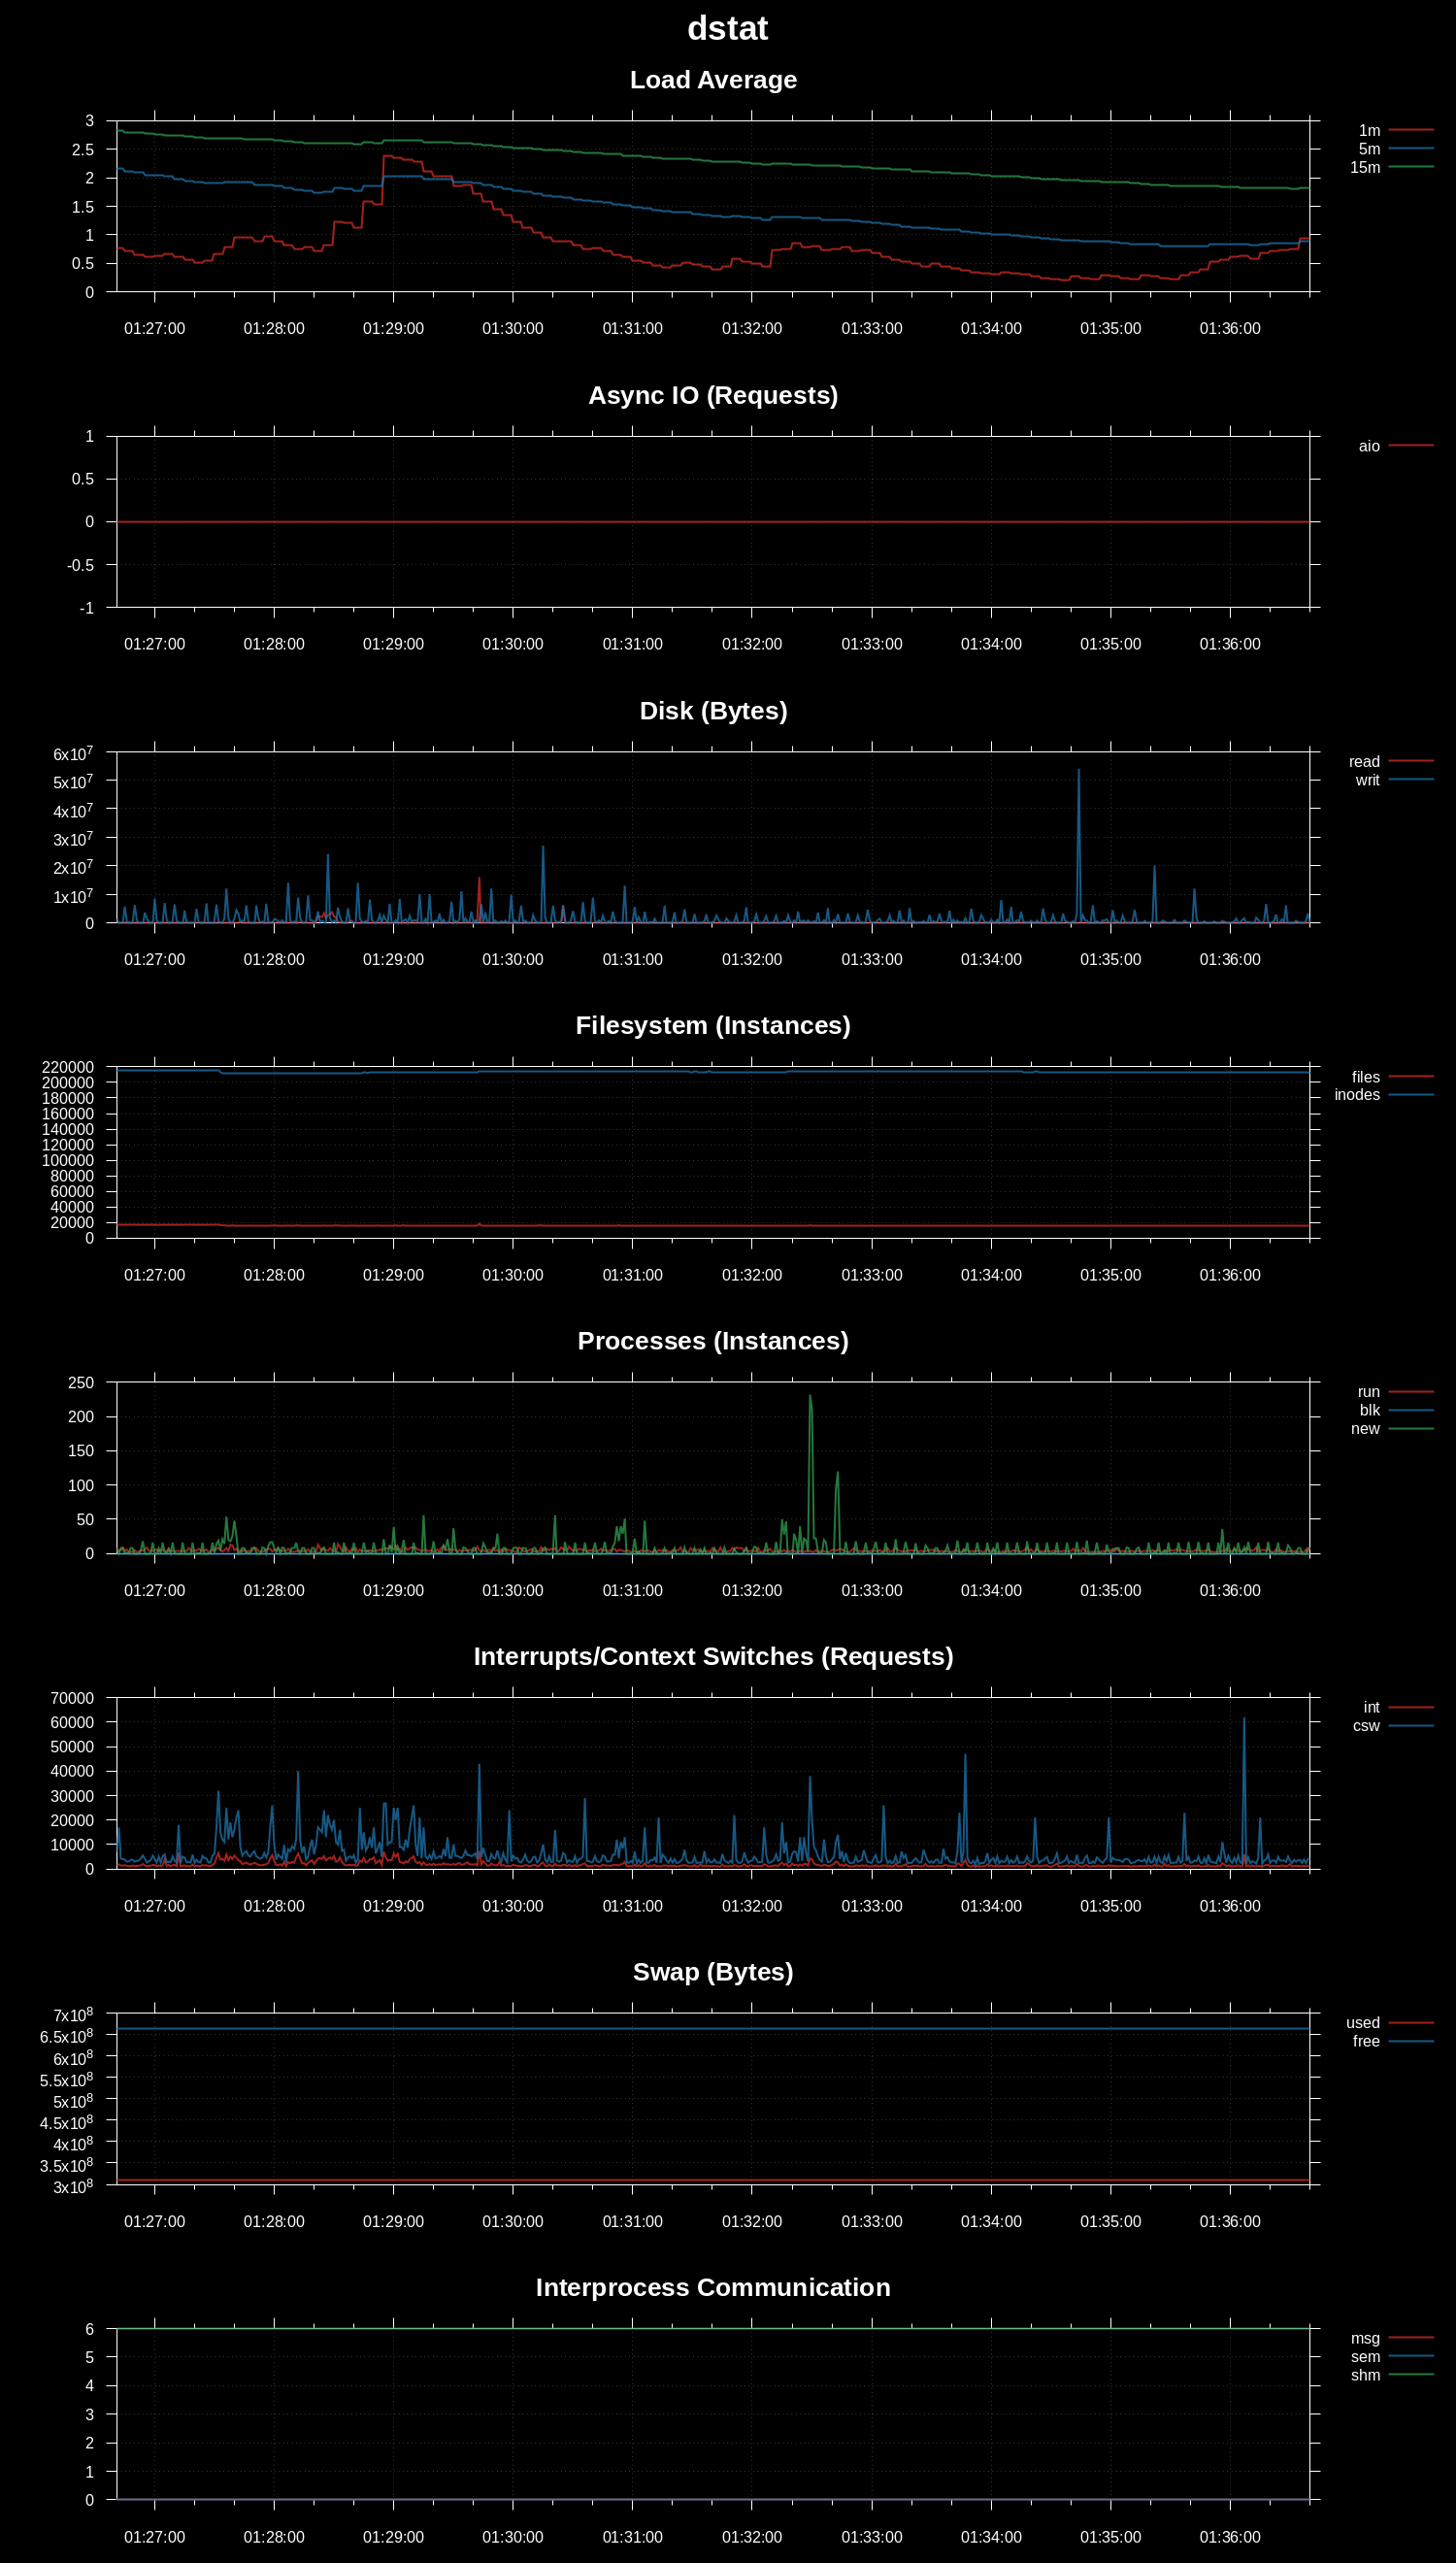 dstat
Load Average
3
2.5
2
1.5
1
0.5
0
01:27:00 01:28:00 01:29:00 01:30:00 01:31:00 01:32:00 01:33:00 01:34:00 01:35:00 01:36:00
1m
5m
15m
Async IO (Requests)
1
0.5
0
-0.5
-1
01:27:00 01:28:00 01:29:00 01:30:00 01:31:00 01:32:00 01:33:00 01:34:00 01:35:00 01:36:00
aio
Disk (Bytes)
6x10^7
5x10^7
4x10^7
3x10^7
2x10^7
1x10^7
0
01:27:00 01:28:00 01:29:00 01:30:00 01:31:00 01:32:00 01:33:00 01:34:00 01:35:00 01:36:00
read
writ
Filesystem (Instances)
220000
200000
180000
160000
140000
120000
100000
80000
60000
40000
20000
0
01:27:00 01:28:00 01:29:00 01:30:00 01:31:00 01:32:00 01:33:00 01:34:00 01:35:00 01:36:00
files
inodes
Processes (Instances)
250
200
150
100
50
0
01:27:00 01:28:00 01:29:00 01:30:00 01:31:00 01:32:00 01:33:00 01:34:00 01:35:00 01:36:00
run
blk
new
Interrupts/Context Switches (Requests)
70000
60000
50000
40000
30000
20000
10000
0
01:27:00 01:28:00 01:29:00 01:30:00 01:31:00 01:32:00 01:33:00 01:34:00 01:35:00 01:36:00
int
csw
Swap (Bytes)
7x10^8
6.5x10^8
6x10^8
5.5x10^8
5x10^8
4.5x10^8
4x10^8
3.5x10^8
3x10^8
01:27:00 01:28:00 01:29:00 01:30:00 01:31:00 01:32:00 01:33:00 01:34:00 01:35:00 01:36:00
used
free
Interprocess Communication
6
5
4
3
2
1
0
01:27:00 01:28:00 01:29:00 01:30:00 01:31:00 01:32:00 01:33:00 01:34:00 01:35:00 01:36:00
msg
sem
shm